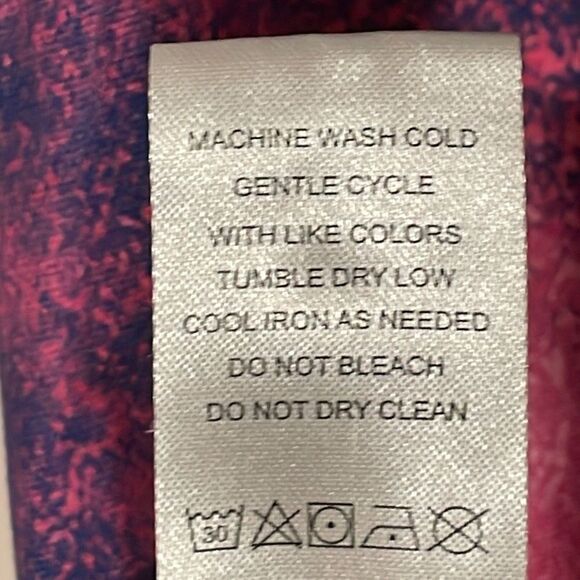 MACHINE WASH COLD
GENTLE CYCLE
WITH LIKE COLORS
TUMBLE DRY LOW
COOL IRON AS NEEDED
DO NOT BLEACH
DO NOT DRY CLEAN
30